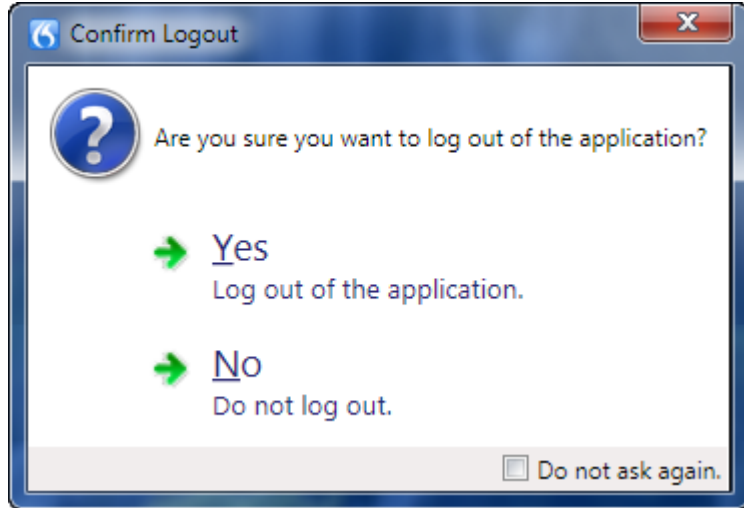 Confirm Logout
Are you sure you want to log out of the application?
Yes
Log out of the application.
No
Do not log out.
Do not ask again.